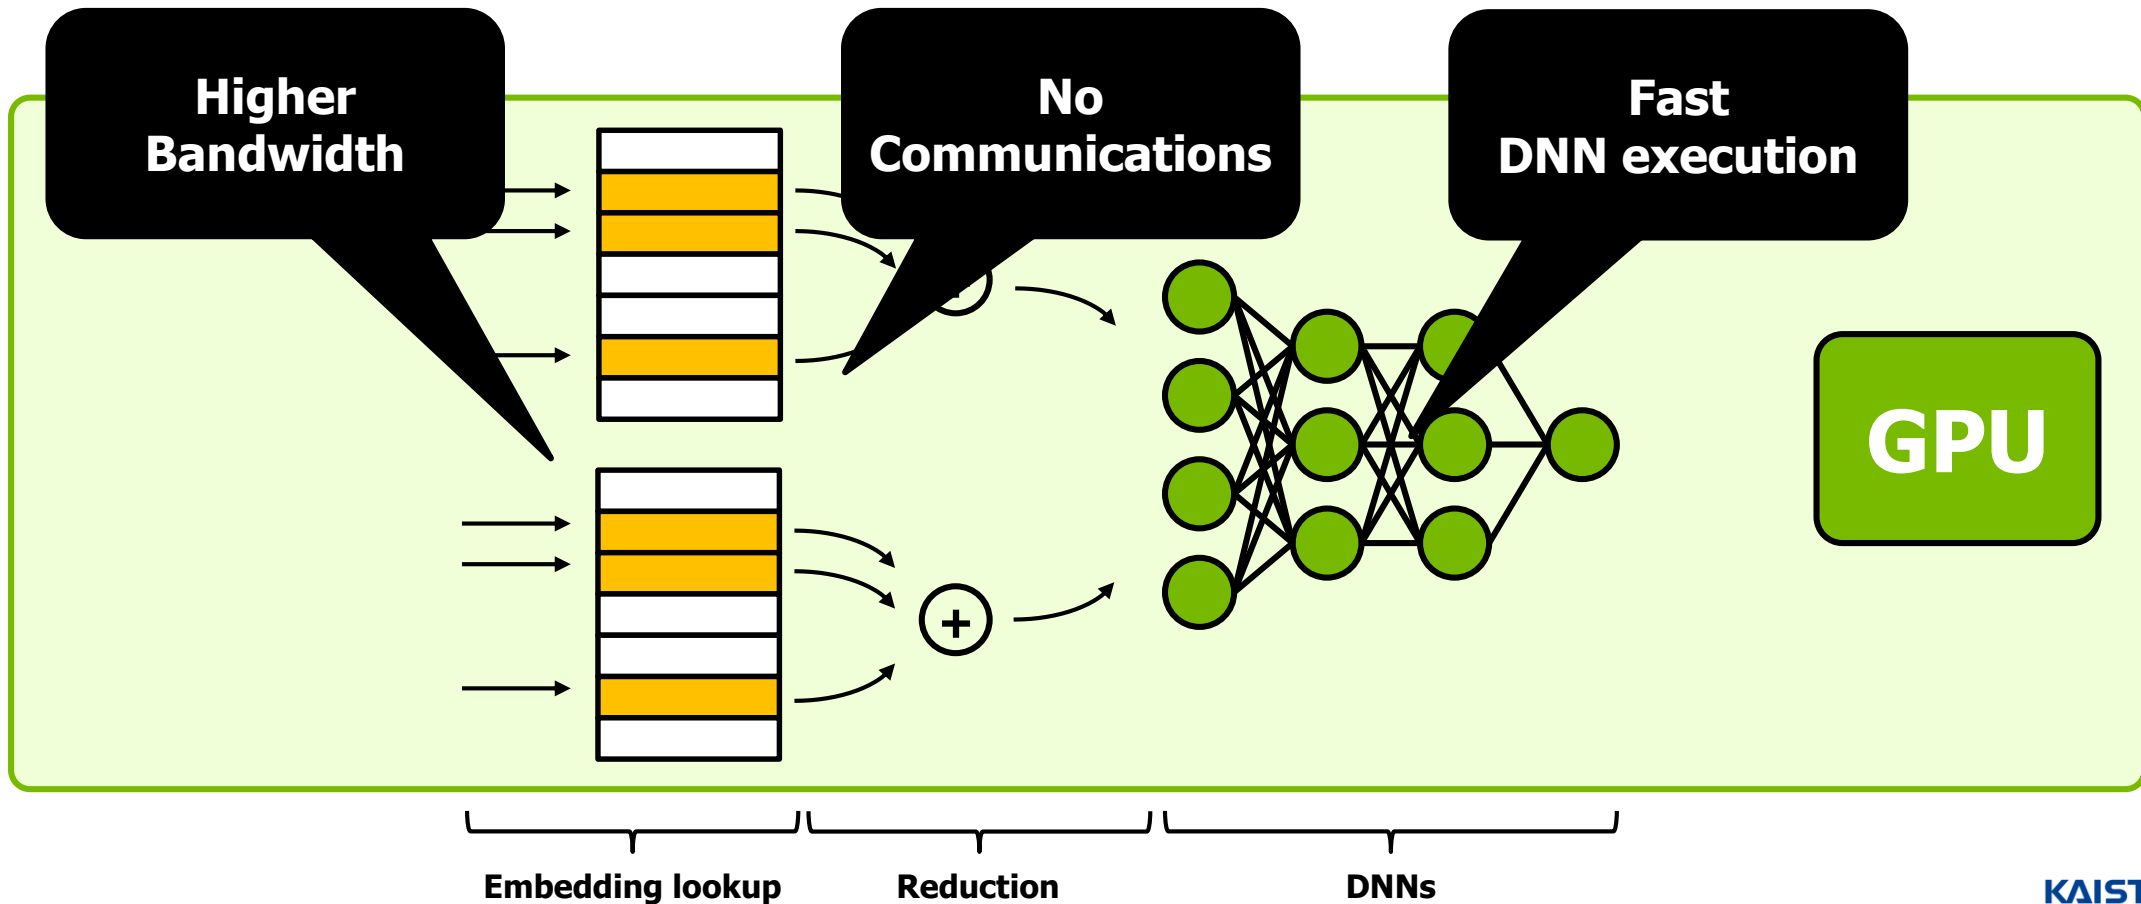 Higher
Bandwidth
No
Communications
Fast
DNN execution
GPU
+
Embedding lookup
Reduction
DNNs
KAIST